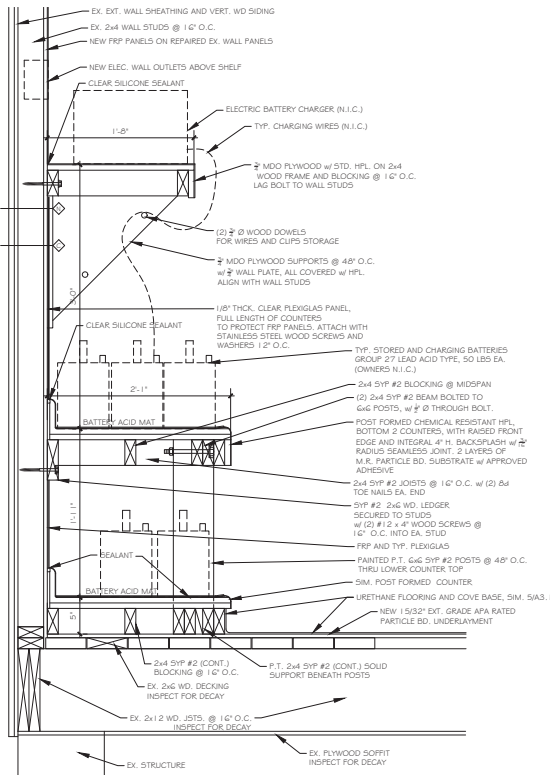 EX. EXT. WALL SHEATHING AND VERT. WD SIDING
EX. 2x4 WALL STUDS @ 16" O.C.
NEW FRP PANELS ON REPAIRED EX. WALL PANELS
NEW ELEC. WALL OUTLETS ABOVE SHELF
CLEAR SILICONE SEALANT
ELECTRIC BATTERY CHARGER (N.I.C.)
1'-8"
TYP. CHARGING WIRES (N.I.C.)
MDO PLYWOOD w/ STD. HPL. ON 2x4
WOOD FRAME AND BLOCKING @ 16" O.C.
LAG BOLT TO WALL STUDS
(2) Ø WOOD DOWELS
FOR WIRES AND CLIPS STORAGE
MDO PLYWOOD SUPPORTS @ 48" O.C.
w/ WALL PLATE, ALL COVERED w/ HPL.
ALIGN WITH WALL STUDS
1/8" THCK. CLEAR PLEXIGLAS PANEL,
FULL LENGTH OF COUNTERS
TO PROTECT FRP PANELS. ATTACH WITH
STAINLESS STEEL WOOD SCREWS AND
WASHERS 12" O.C.
CLEAR SILICONE SEALANT
TYP. STORED AND CHARGING BATTERIES
GROUP 27 LEAD ACID TYPE, 50 LBS EA.
(OWNERS N.I.C.)
2'-1"
2x4 SYP #2 BLOCKING @ MIDSPAN
(2) 2x4 SYP #2 BEAM BOLTED TO
6x6 POSTS, w/ Ø THROUGH BOLT.
BATTERY ACID MAT
POST FORMED CHEMICAL RESISTANT HPL,
BOTTOM 2 COUNTERS, WITH RAISED FRONT
EDGE AND INTEGRAL 4" H. BACKSPLASH w/
RADIUS SEAMLESS JOINT. 2 LAYERS OF
M.R. PARTICLE BD. SUBSTRATE w/ APPROVED
ADHESIVE
2x4 SYP #2 JOISTS @ 16" O.C. w/ (2) 8d
TOE NAILS EA. END
SYP #2 2x6 WD. LEDGER
SECURED TO STUDS
w/ (2) #12 x 4" WOOD SCREWS @
16" O.C. INTO EA. STUD
1'-11"
FRP AND TYP. PLEXIGLAS
SEALANT
PAINTED P.T. 6x6 SYP #2 POSTS @ 48" O.C.
THRU LOWER COUNTER TOP
SIM. POST FORMED COUNTER
BATTERY ACID MAT
URETHANE FLOORING AND COVE BASE, SIM. 5/A3.
NEW 15/32" EXT. GRADE APA RATED
PARTICLE BD. UNDERLAYMENT
5"
2x4 SYP #2 (CONT.)
BLOCKING @ 16" O.C.
P.T. 2x4 SYP #2 (CONT.) SOLID
SUPPORT BENEATH POSTS
EX. 2x6 WD. DECKING
INSPECT FOR DECAY
EX. 2x12 WD. JSTS. @ 16" O.C.
INSPECT FOR DECAY
EX. PLYWOOD SOFFIT
INSPECT FOR DECAY
EX. STRUCTURE